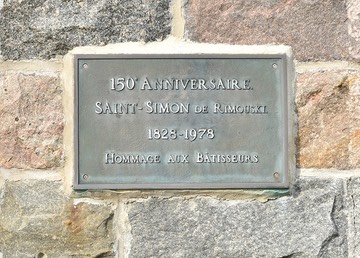 150e Anniversaire
Saint-Simon de Rimouski
1828-1978
Hommage aux Bâtisseurs